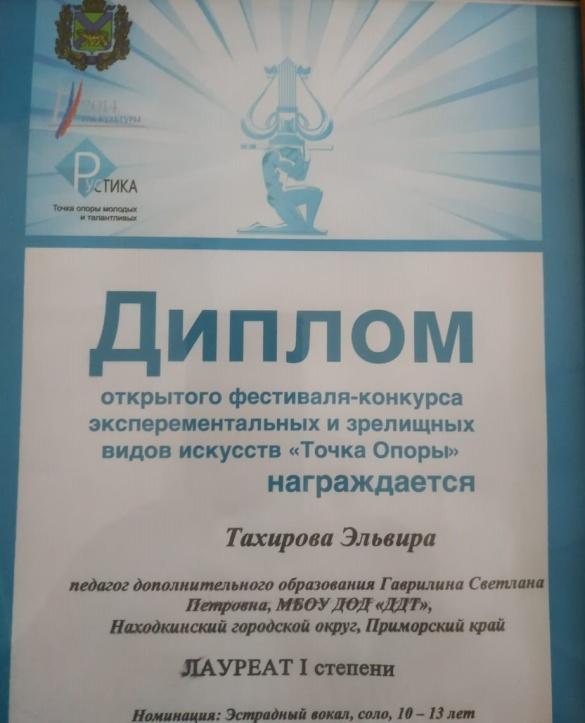 2014
ГОД КУЛЬТУРЫ
РУСТИКА
Точка опоры молодых
и талантливых
Диплом
открытого фестиваля-конкурса
эксперементальных и зрелищных
видов искусств «Точка Опоры»
награждается
Тахирова Эльвира
педагог дополнительного образования Гаврилина Светлана
Петровна, МБОУ ДОД «ДДТ»,
Находкинский городской округ, Приморский край
ЛАУРЕАТ I степени
Номинация: Эстрадный вокал, соло, 10 – 13 лет